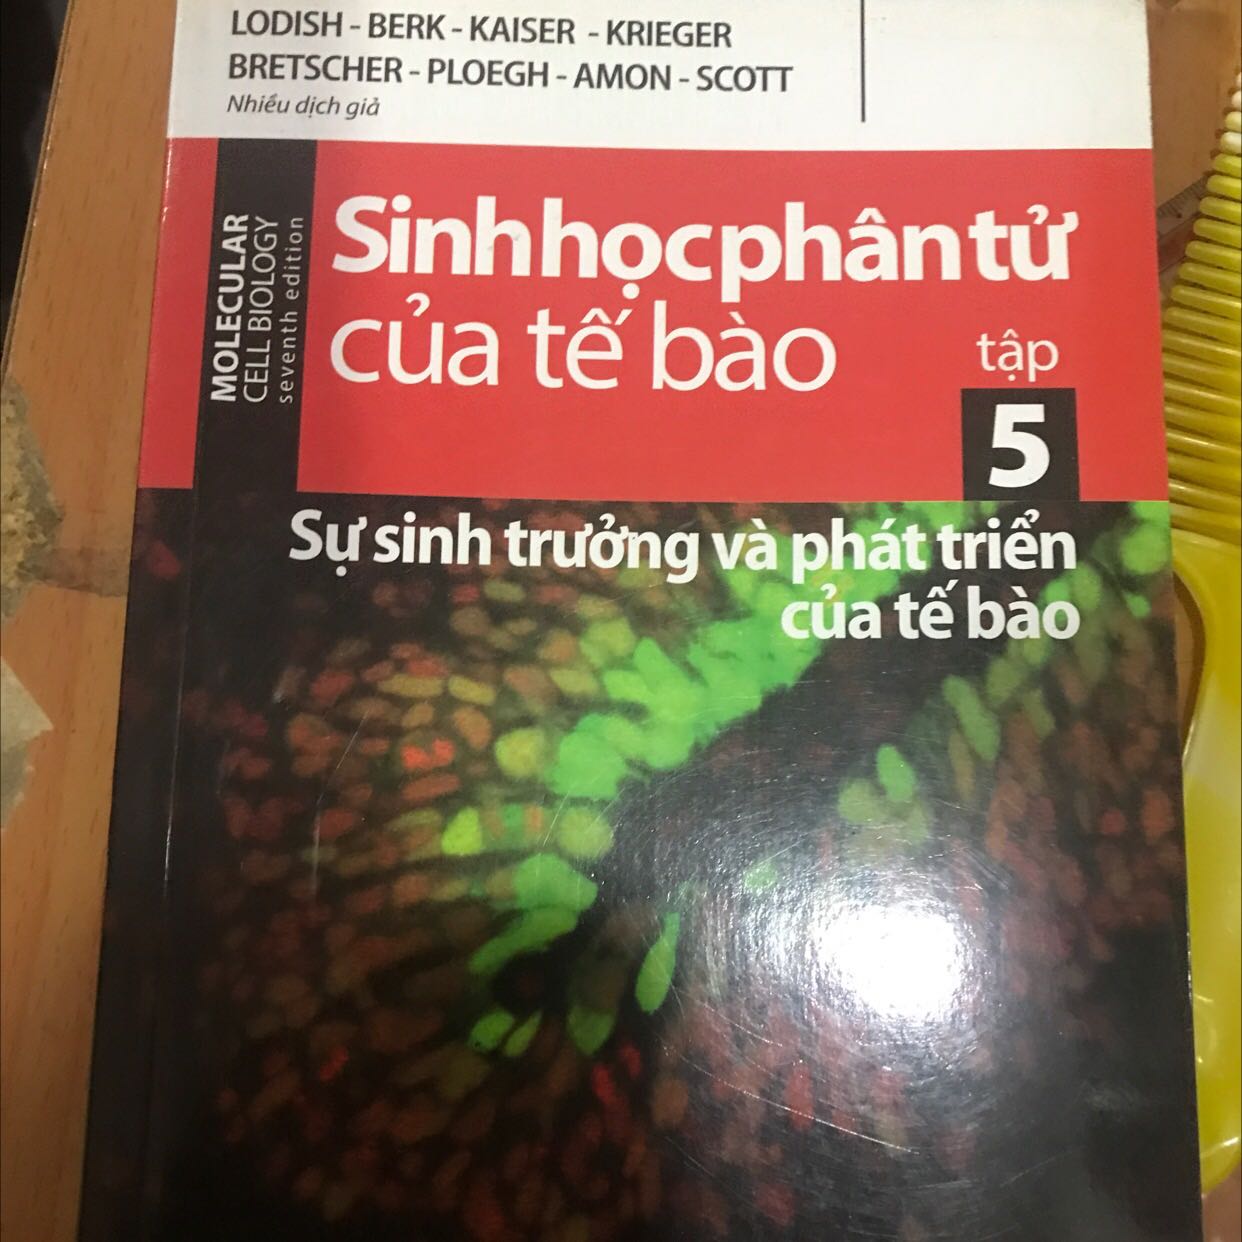 LODISH - BERK - KAISER - KRIEGER
BRETSCHER - PLOEGH - AMON - SCOTT
Nhiều dịch giả
MOLECULAR
CELL BIOLOGY
seventh edition
Sinh học phân tử
của tế bào
tập
5
Sự sinh trưởng và phát triển
của tế bào